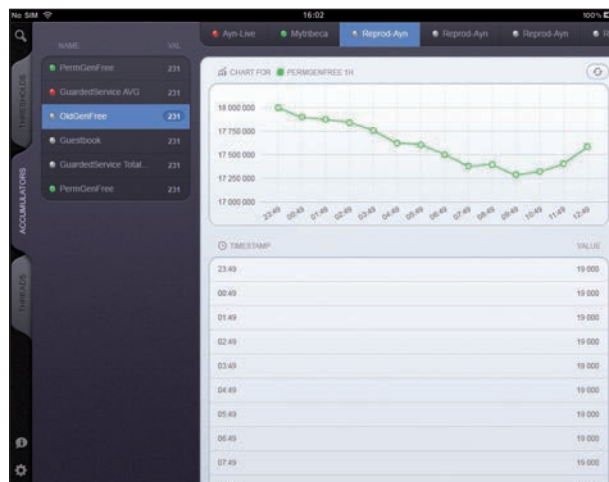 No SIM 16:02 100%
Ayn-Live Mytribeca Reprod-Ayn Reprod-Ayn Reprod-Ayn R
NAME VAL
PermGenFree 231
GuardedService AVG 231
OldGenFree 231
Guestbook 231
GuardedService Total... 231
PermGenFree 231
THRESHOLDS
ACCUMULATORS
THREADS
CHART FOR PERMGENFREE 1H
18 000 000
17 750 000
17 500 000
17 250 000
17 000 000
23:49 00:49 01:49 02:49 03:49 04:49 05:49 06:49 07:49 08:49 09:49 10:49 11:49 12:49
TIMESTAMP VALUE
23:49 19 000
00:49 19 000
01:49 19 000
02:49 19 000
03:49 19 000
04:49 19 000
05:49 19 000
06:49 19 000
07:49 19 000